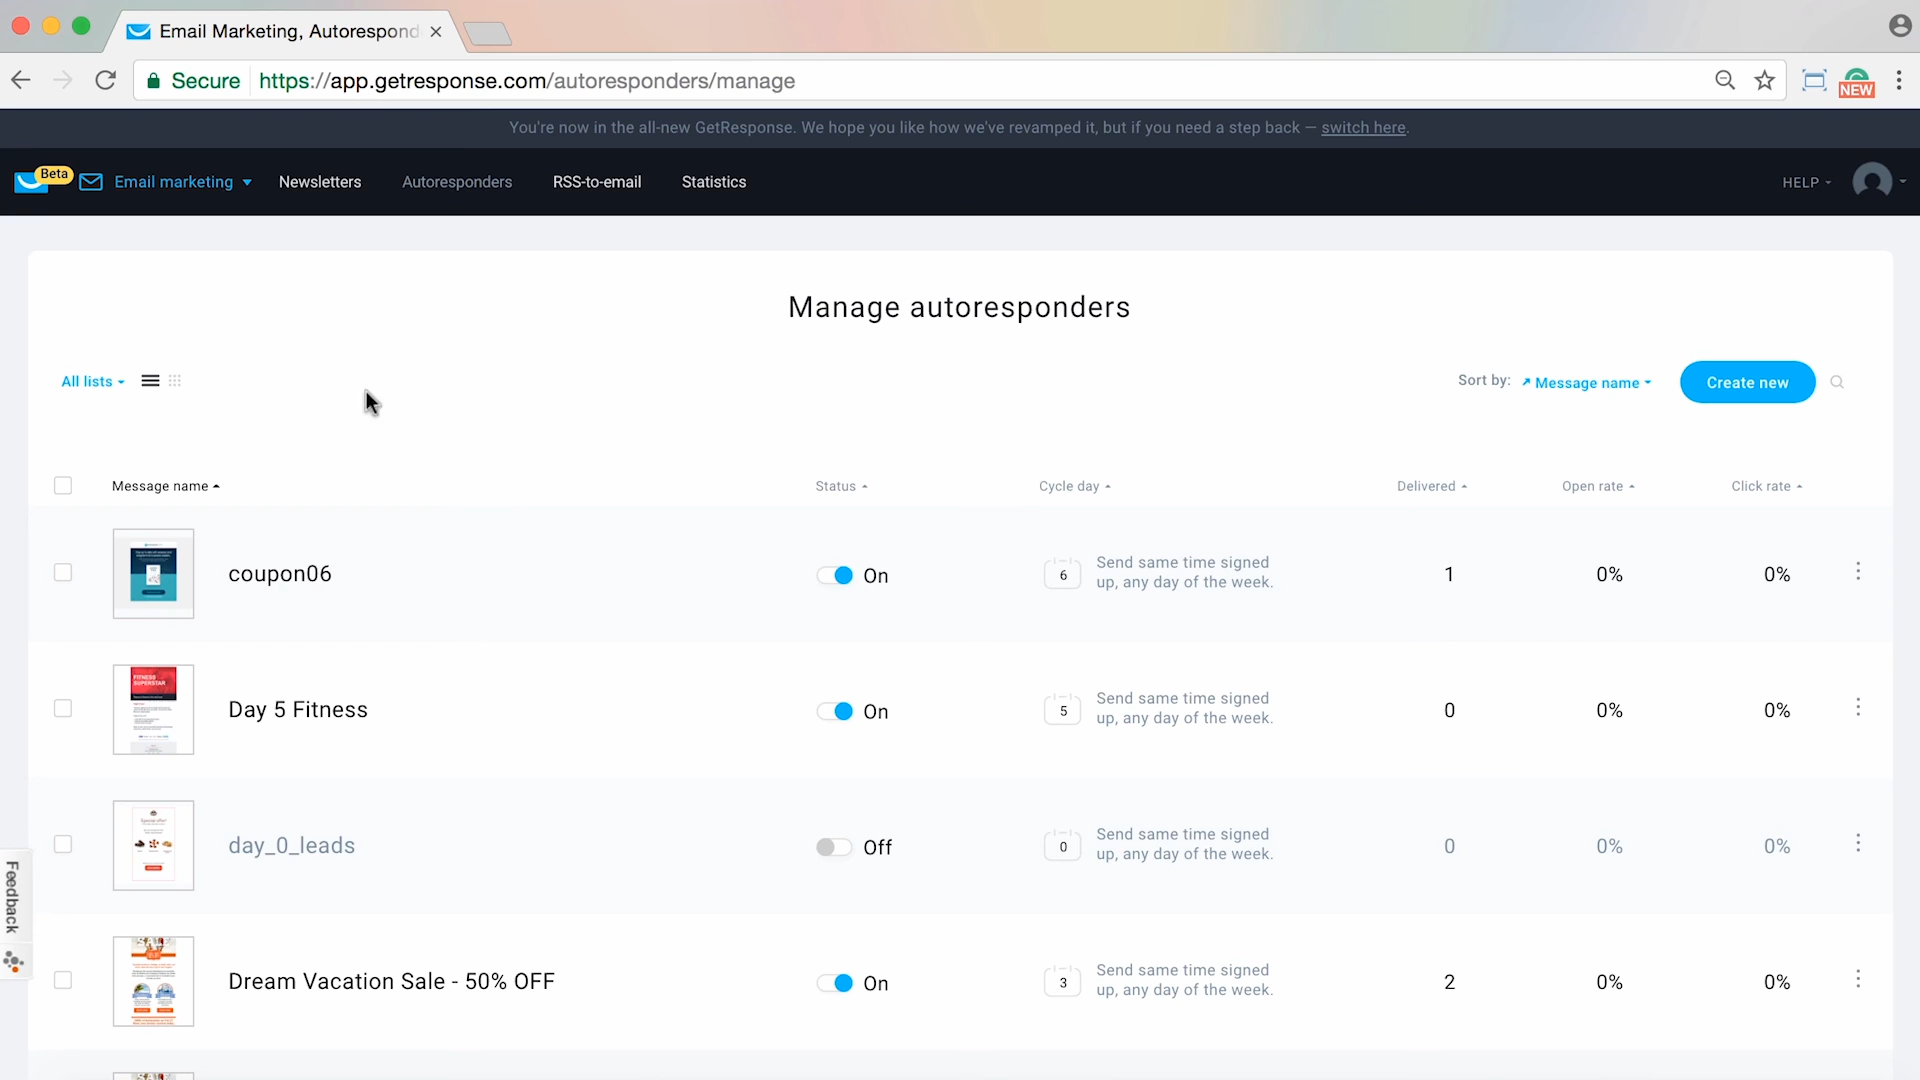 Email Marketing, Autorespond
Secure https://app.getresponse.com/autoresponders/manage
NEW
You're now in the all-new GetResponse. We hope you like how we've revamped it, but if you need a step back — switch here.
Beta Email marketing Newsletters Autoresponders RSS-to-email Statistics HELP
Manage autoresponders
All lists Sort by: Message name Create new
Message name Status Cycle day Delivered Open rate Click rate
coupon06 On 6 Send same time signed up, any day of the week. 1 0% 0%
FITNESS
SUPERSTAR
Day 5 Fitness On 5 Send same time signed up, any day of the week. 0 0% 0%
day_0_leads Off 0 Send same time signed up, any day of the week. 0 0% 0%
Dream Vacation Sale - 50% OFF On 3 Send same time signed up, any day of the week. 2 0% 0%
Feedback